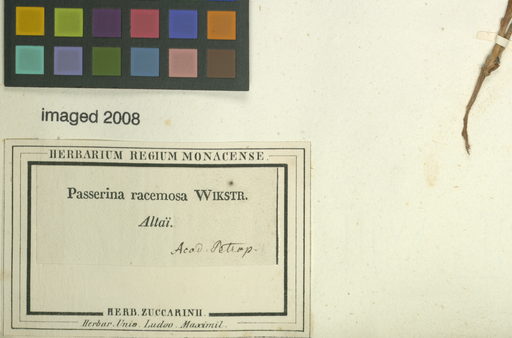 imaged 2008
HERBARIUM REGIUM MONACENSE.
Passerina racemosa WIKSTR.
Altaï.
Acad. Petrop.
HERB. ZUCCARINII.
Herbar. Univ. Ludov. Maximil.